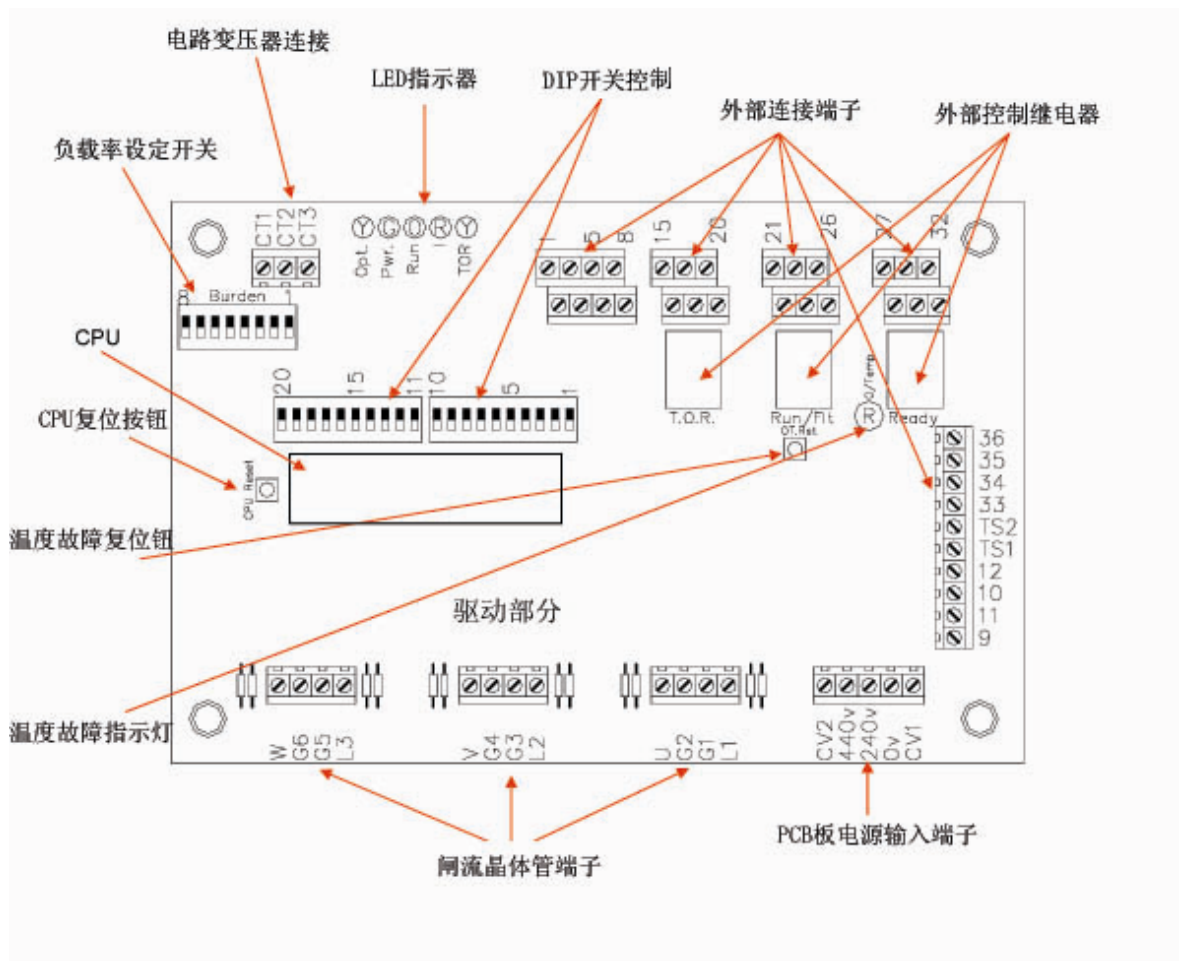 电路变压器连接
LED指示器
DIP开关控制
外部连接端子
外部控制继电器
负载率设定开关
CT1
CT2
CT3
Y G O R Y
Opt.
Pwr.
Run
I
TOR
1 5 8
15 20
21 26
27 32
8 Burden 1
CPU
20 15 11
10 5 1
O/Temp
R
T.O.R.
Run/Flt
Ready
OT.Rst.
CPU复位按钮
CPU Reset
36
35
34
33
TS2
TS1
12
10
11
9
温度故障复位钮
驱动部分
温度故障指示灯
W
G6
G5
L3
V
G4
G3
L2
U
G2
G1
L1
CV2
440v
240v
0v
CV1
PCB板电源输入端子
闸流晶体管端子